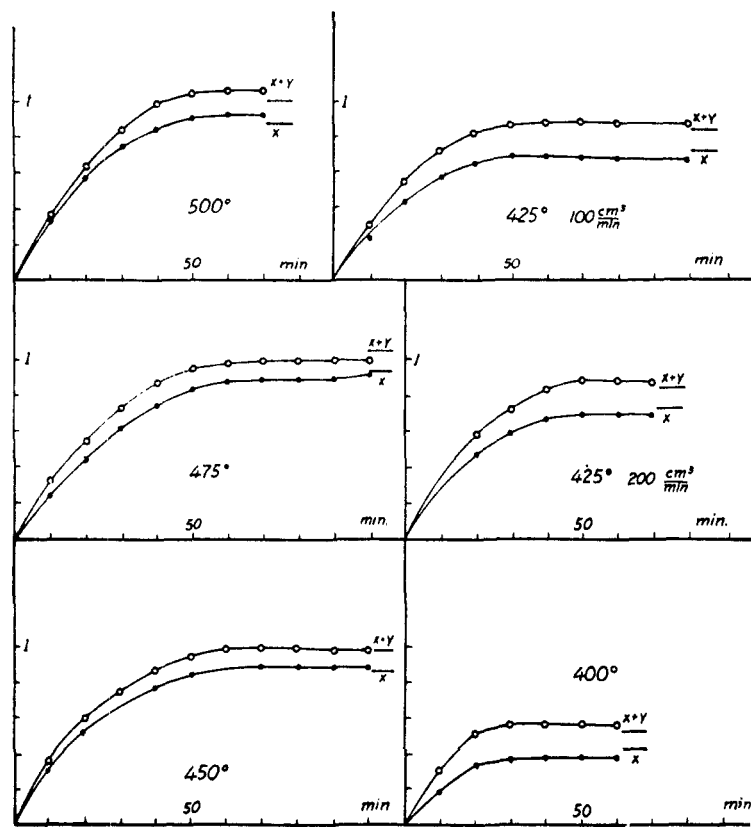 1
x+y
x
500°
50
min
1
x+y
x
425° 100 cm³/min
50
min
1
x+y
x
475°
50
min.
1
x+y
x
425° 200 cm³/min
50
min
1
x+y
x
450°
50
min
400°
x+y
x
50
min